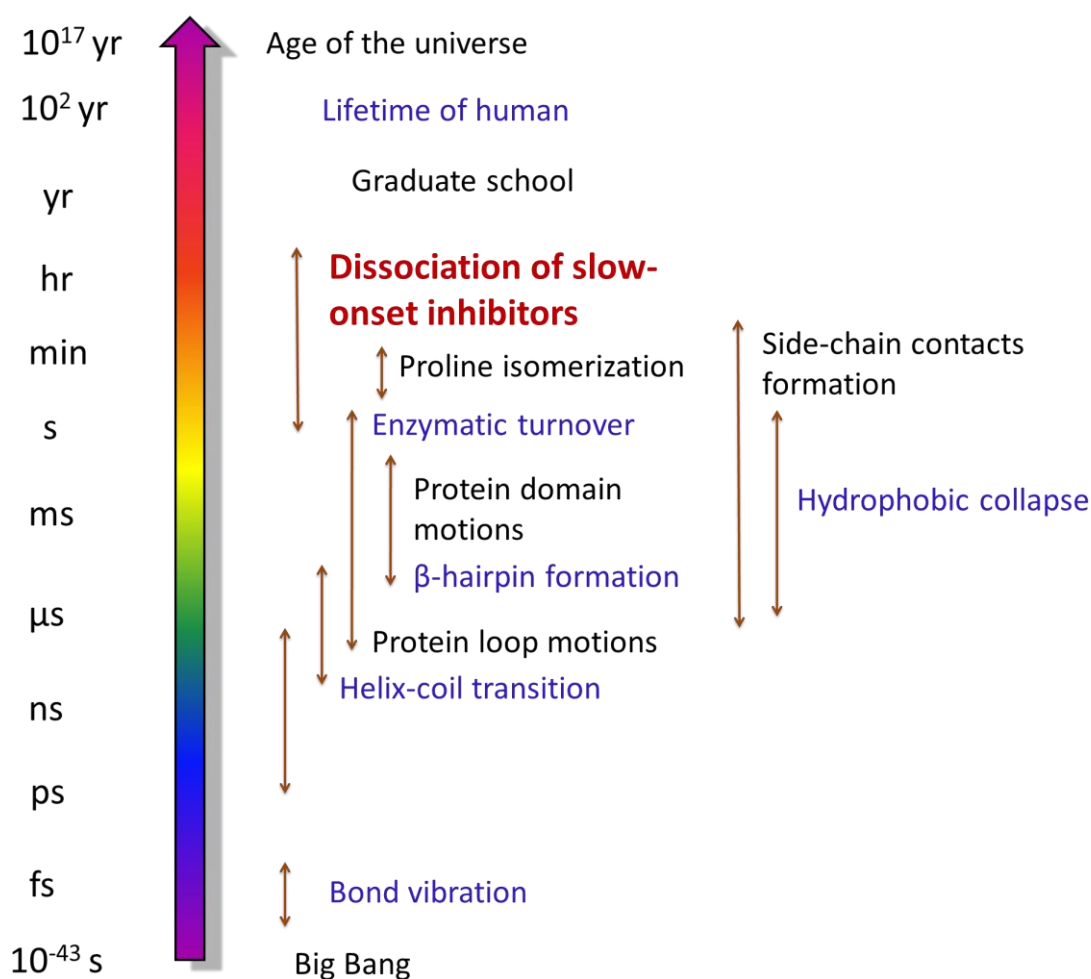 10¹⁷ yr
Age of the universe
10² yr
Lifetime of human
yr
Graduate school
hr
Dissociation of slow-
onset inhibitors
min
Side-chain contacts
formation
Proline isomerization
s
Enzymatic turnover
Protein domain
motions
ms
Hydrophobic collapse
β-hairpin formation
μs
Protein loop motions
Helix-coil transition
ns
ps
fs
Bond vibration
10⁻⁴³ s
Big Bang